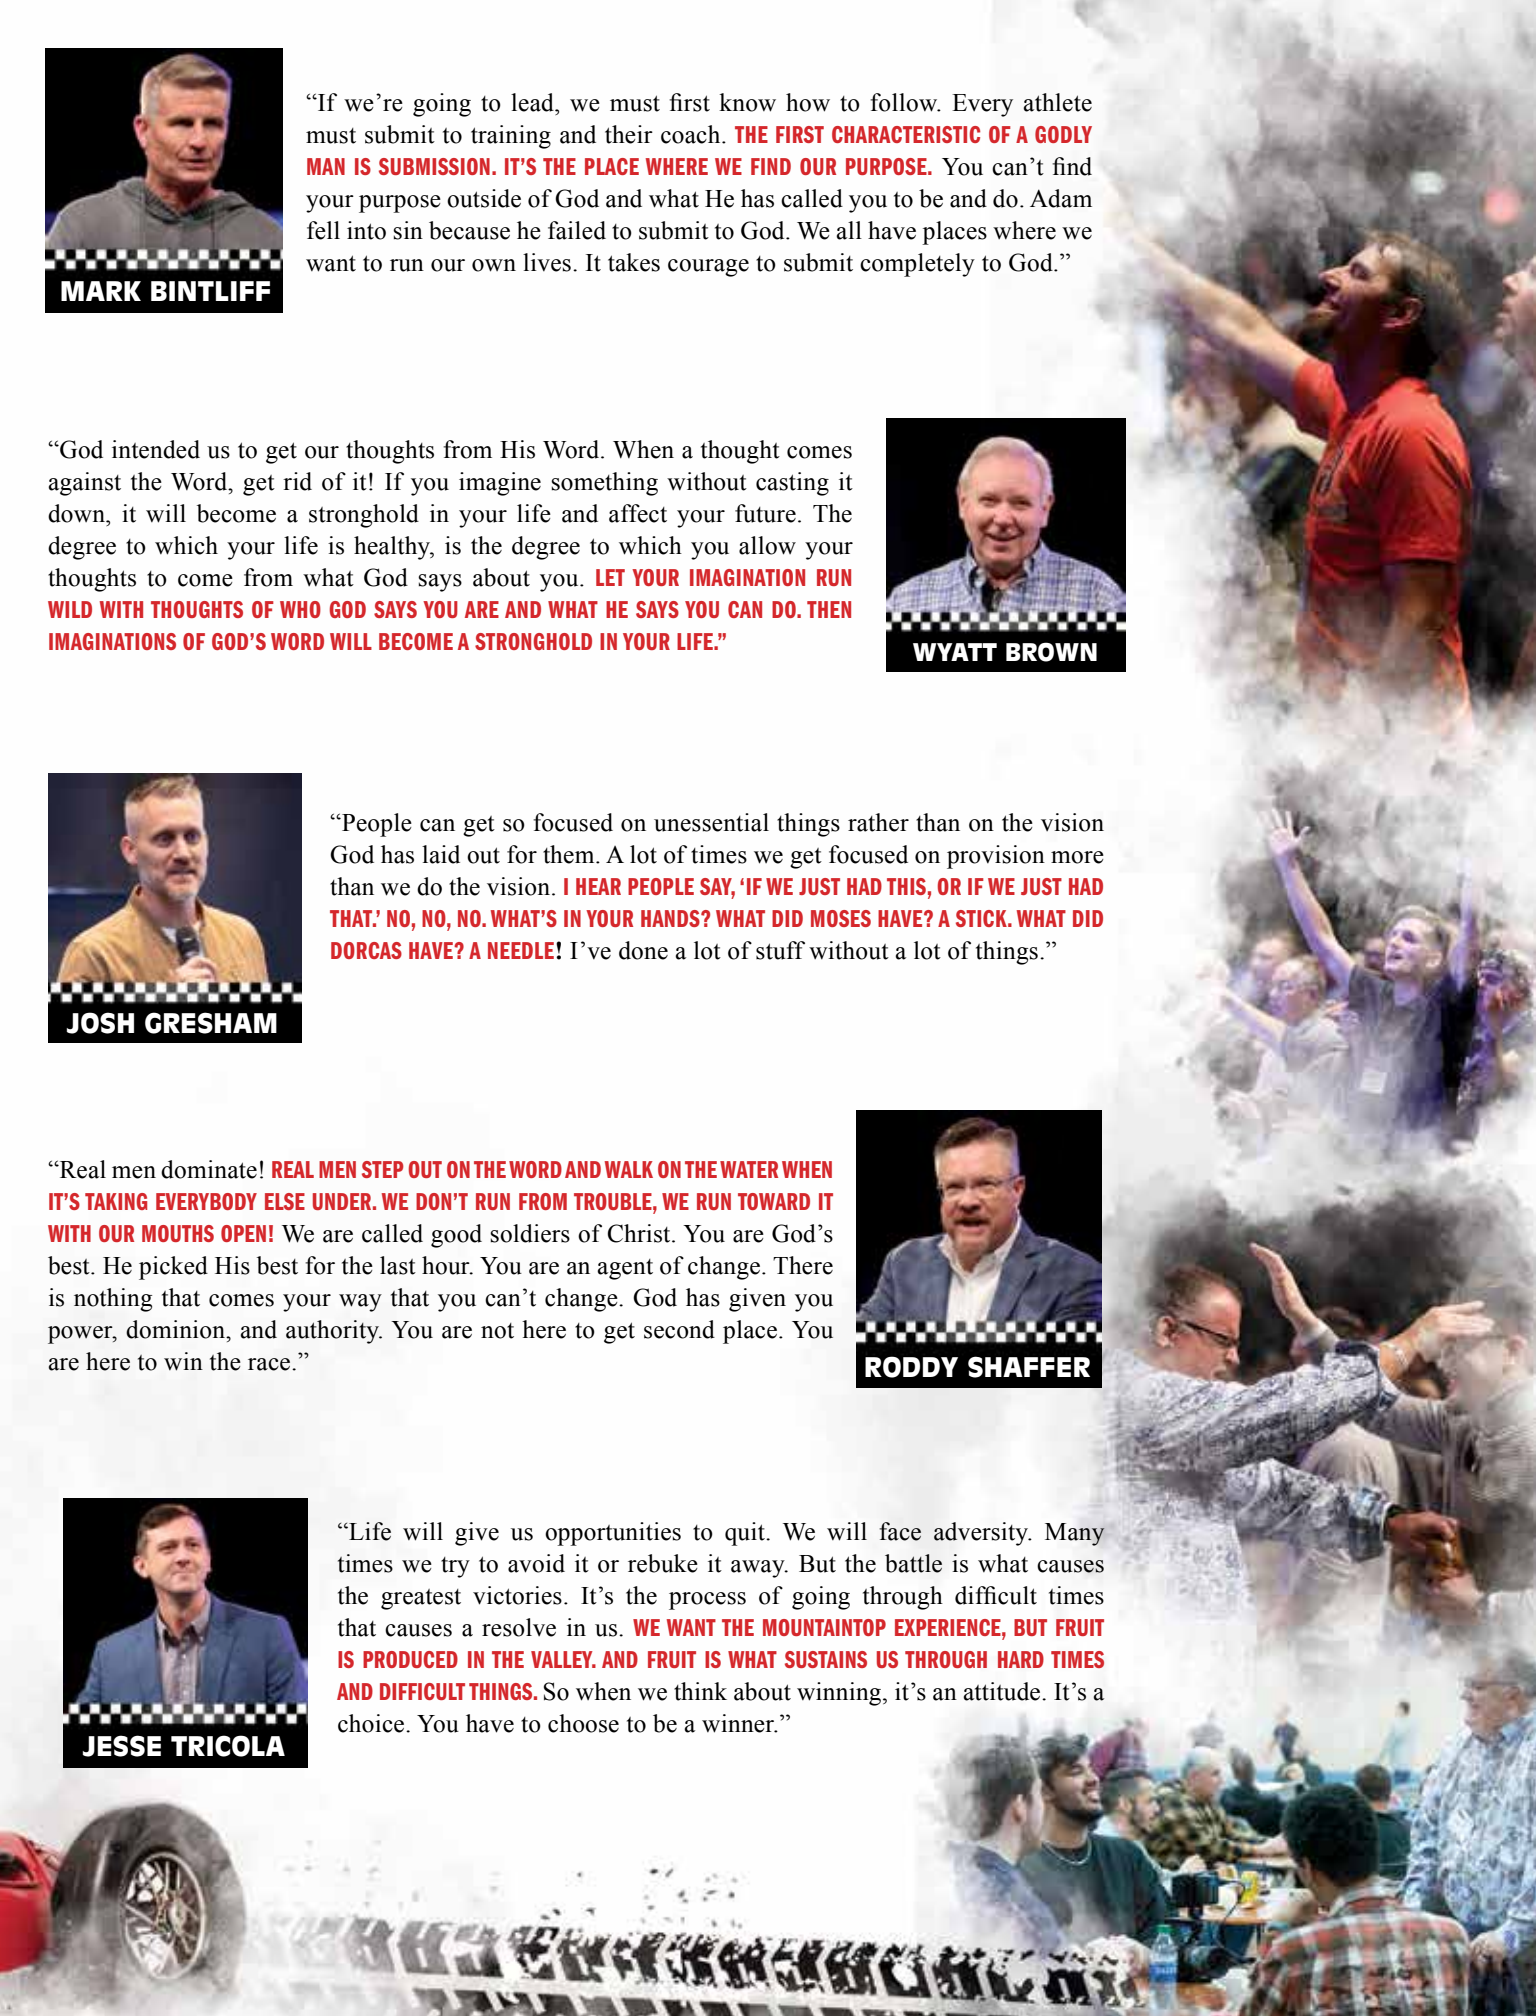 “If we’re going to lead, we must first know how to follow. Every athlete
must submit to training and their coach. THE FIRST CHARACTERISTIC OF A GODLY
MAN IS SUBMISSION. IT’S THE PLACE WHERE WE FIND OUR PURPOSE. You can’t find
your purpose outside of God and what He has called you to be and do. Adam
fell into sin because he failed to submit to God. We all have places where we
want to run our own lives. It takes courage to submit completely to God.”
MARK BINTLIFF
“God intended us to get our thoughts from His Word. When a thought comes
against the Word, get rid of it! If you imagine something without casting it
down, it will become a stronghold in your life and affect your future. The
degree to which your life is healthy, is the degree to which you allow your
thoughts to come from what God says about you. LET YOUR IMAGINATION RUN
WILD WITH THOUGHTS OF WHO GOD SAYS YOU ARE AND WHAT HE SAYS YOU CAN DO. THEN
IMAGINATIONS OF GOD’S WORD WILL BECOME A STRONGHOLD IN YOUR LIFE.”
WYATT BROWN
“People can get so focused on unessential things rather than on the vision
God has laid out for them. A lot of times we get focused on provision more
than we do the vision. I HEAR PEOPLE SAY, ‘IF WE JUST HAD THIS, OR IF WE JUST HAD
THAT.’ NO, NO, NO. WHAT’S IN YOUR HANDS? WHAT DID MOSES HAVE? A STICK. WHAT DID
DORCAS HAVE? A NEEDLE! I’ve done a lot of stuff without a lot of things.”
JOSH GRESHAM
“Real men dominate! REAL MEN STEP OUT ON THE WORD AND WALK ON THE WATER WHEN
IT’S TAKING EVERYBODY ELSE UNDER. WE DON’T RUN FROM TROUBLE, WE RUN TOWARD IT
WITH OUR MOUTHS OPEN! We are called good soldiers of Christ. You are God’s
best. He picked His best for the last hour. You are an agent of change. There
is nothing that comes your way that you can’t change. God has given you
power, dominion, and authority. You are not here to get second place. You
are here to win the race.”
RODDY SHAFFER
“Life will give us opportunities to quit. We will face adversity. Many
times we try to avoid it or rebuke it away. But the battle is what causes
the greatest victories. It’s the process of going through difficult times
that causes a resolve in us. WE WANT THE MOUNTAINTOP EXPERIENCE, BUT FRUIT
IS PRODUCED IN THE VALLEY. AND FRUIT IS WHAT SUSTAINS US THROUGH HARD TIMES
AND DIFFICULT THINGS. So when we think about winning, it’s an attitude. It’s a
choice. You have to choose to be a winner.”
JESSE TRICOLA